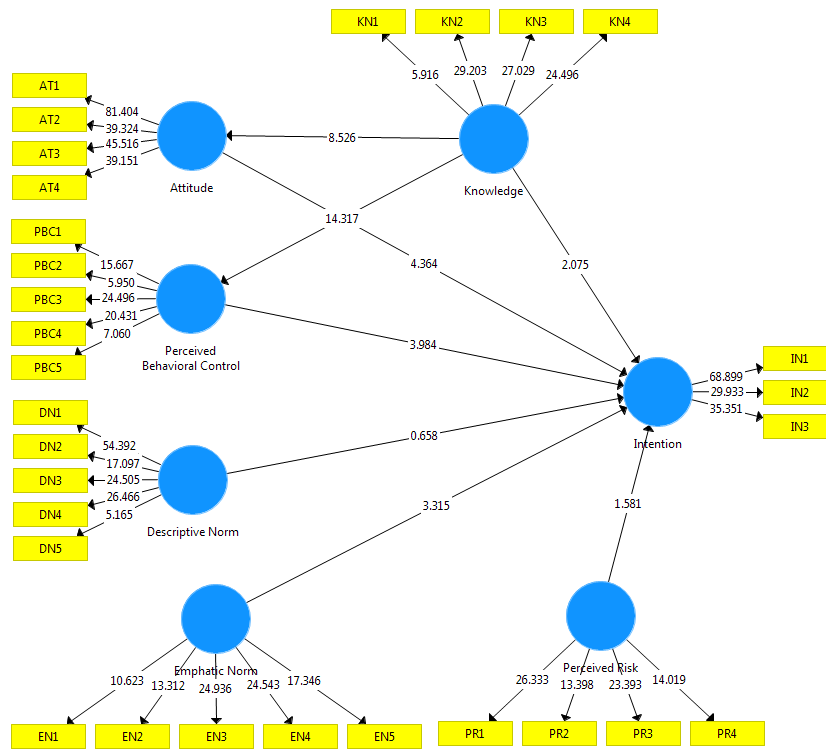 KN1 KN2 KN3 KN4
5.916 29.203 27.029 24.496
Knowledge
AT1
AT2
AT3
AT4
81.404
39.324
45.516
39.151
Attitude
8.526
14.317
4.364
2.075
PBC1
PBC2
PBC3
PBC4
PBC5
15.667
5.950
24.496
20.431
7.060
Perceived
Behavioral Control
3.984
IN1
IN2
IN3
68.899
29.933
35.351
Intention
DN1
DN2
DN3
DN4
DN5
54.392
17.097
24.505
26.466
5.165
Descriptive Norm
0.658
3.315
1.581
Emphatic Norm
10.623 13.312 24.936 24.543 17.346
EN1 EN2 EN3 EN4 EN5
Perceived Risk
26.333 13.398 23.393 14.019
PR1 PR2 PR3 PR4